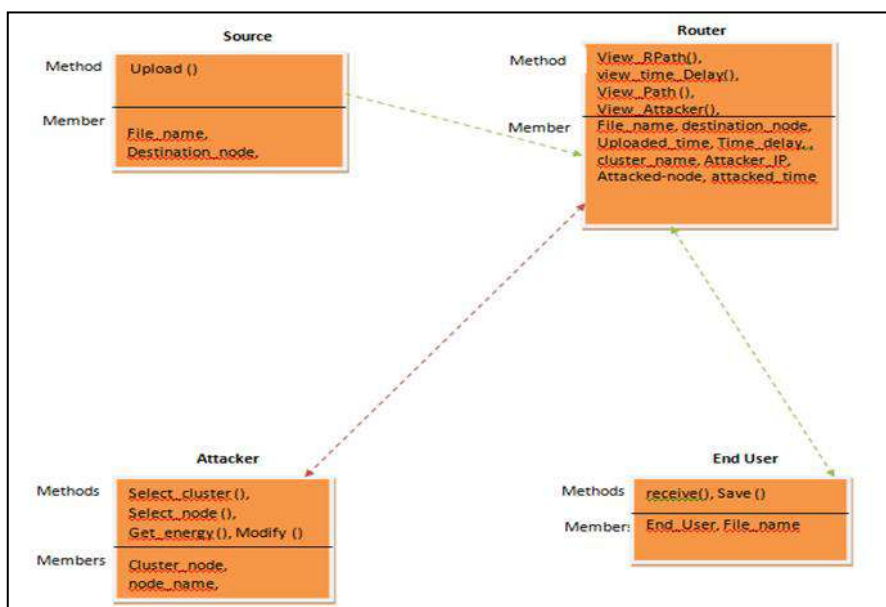 Source
Method
Upload ()
Member
File_name,
Destination_node,
Router
Method
View_RPath(),
view_time_Delay(),
View_Path (),
View_Attacker(),
Member
File_name, destination_node,
Uploaded_time, Time_delay,,
cluster_name, Attacker_IP,
Attacked-node, attacked_time
Attacker
Methods
Select_cluster (),
Select_node (),
Get_energy (), Modify ()
Members
Cluster_node,
node_name,
End User
Methods
receive(), Save ()
Members
End_User, File_name